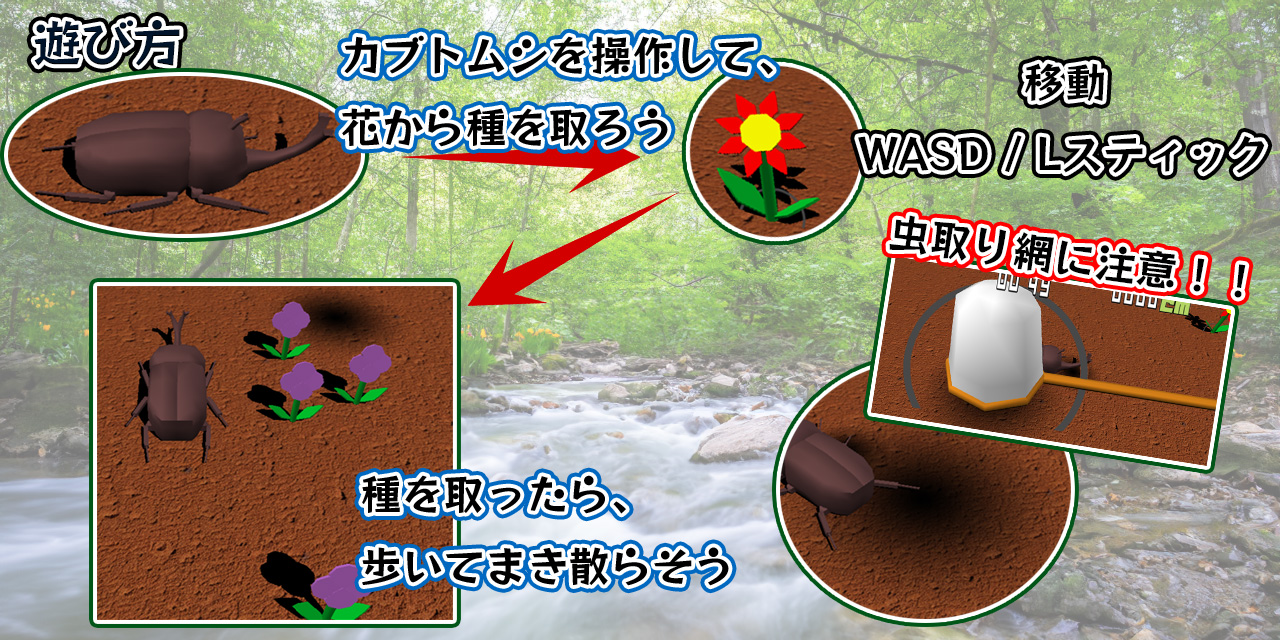 遊び方
カブトムシを操作して、
花から種を取ろう
移動
WASD / Lスティック
虫取り網に注意！！
種を取ったら、
歩いてまき散らそう